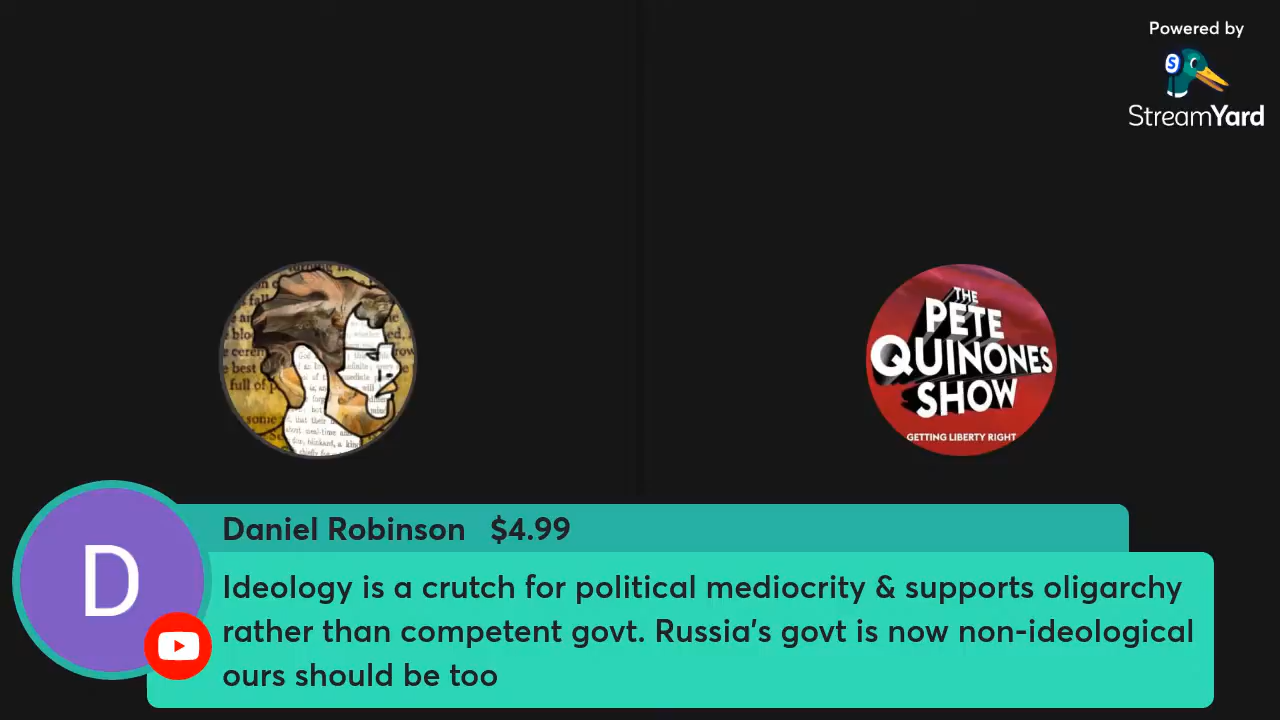 Powered by
S
StreamYard
THE
PETE
QUINONES
SHOW
GETTING LIBERTY RIGHT
D
Daniel Robinson $4.99
Ideology is a crutch for political mediocrity & supports oligarchy
rather than competent govt. Russia's govt is now non-ideological
ours should be too